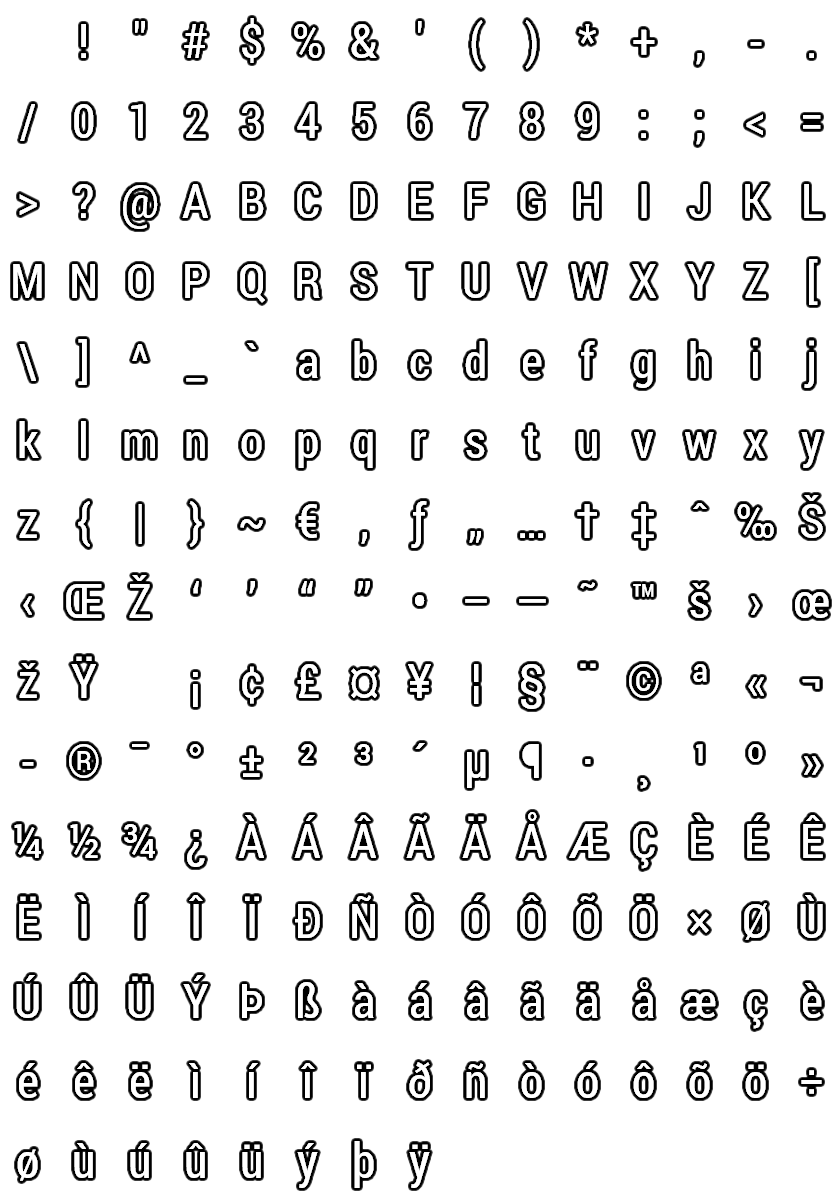 ! " # $ % & ' ( ) * + , - .
/ 0 1 2 3 4 5 6 7 8 9 : ; < =
> ? @ A B C D E F G H I J K L
M N O P Q R S T U V W X Y Z [
\ ] ^ _ ` a b c d e f g h i j
k l m n o p q r s t u v w x y
z { | } ~ € ‚ ƒ „ … † ‡ ˆ ‰ Š
‹ Œ Ž ‘ ’ “ ” • – — ˜ ™ š › œ
ž Ÿ ¡ ¢ £ ¤ ¥ ¦ § ¨ © ª « ¬
- ® ¯ ° ± ² ³ ´ µ ¶ · ¸ ¹ º »
¼ ½ ¾ ¿ À Á Â Ã Ä Å Æ Ç È É Ê
Ë Ì Í Î Ï Ð Ñ Ò Ó Ô Õ Ö × Ø Ù
Ú Û Ü Ý Þ ß à á â ã ä å æ ç è
é ê ë ì í î ï ð ñ ò ó ô õ ö ÷
ø ù ú û ü ý þ ÿ